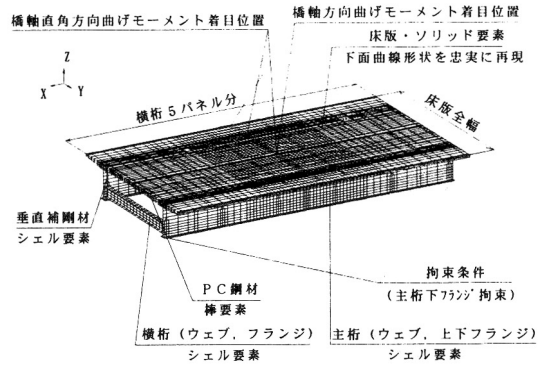 橋軸直角方向曲げモーメント着目位置
橋軸方向曲げモーメント着目位置
床版・ソリッド要素
下面曲線形状を忠実に再現
Z
X
Y
横桁5パネル分
床版全幅
垂直補剛材
シェル要素
PC鋼材
棒要素
拘束条件
(主桁下フランジ拘束)
横桁(ウェブ, フランジ)
シェル要素
主桁(ウェブ, 上下フランジ)
シェル要素